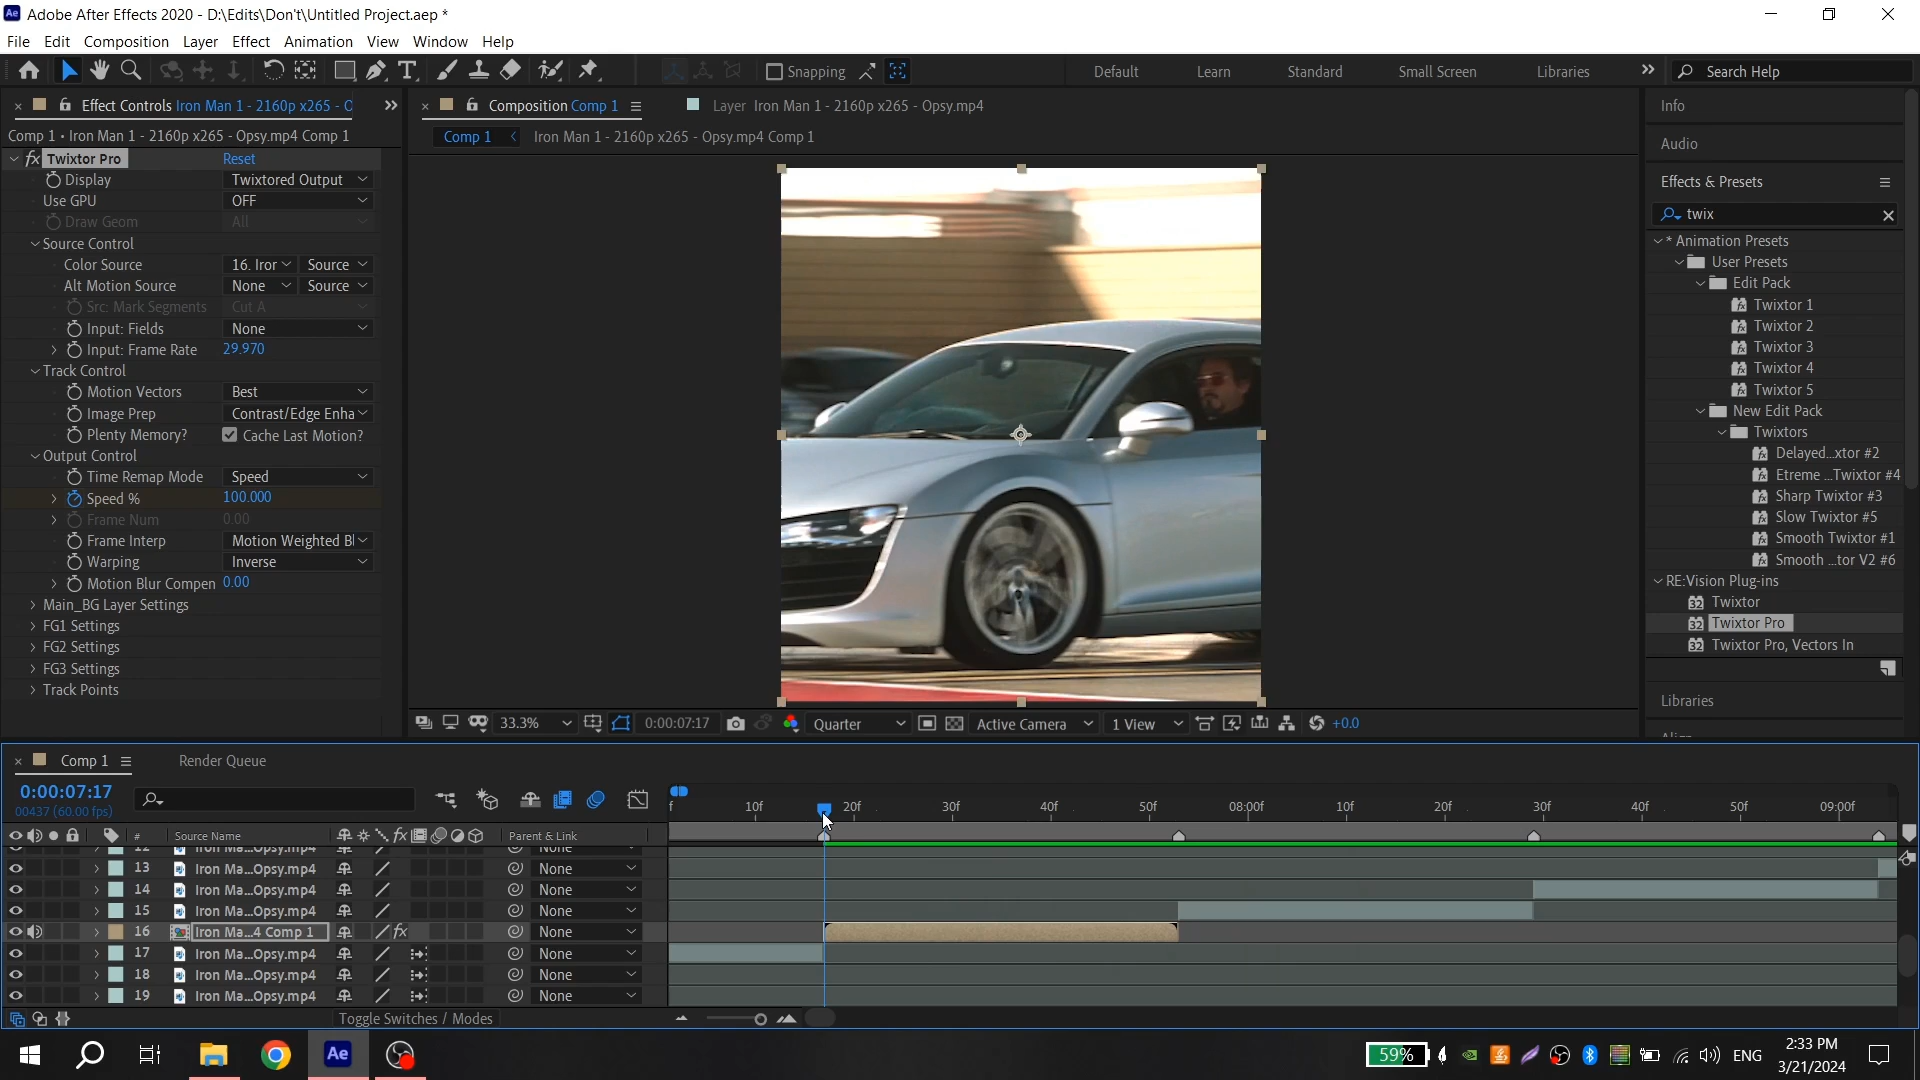 Ae Adobe After Effects 2020 - D:\Edits\Don't\Untitled Project.aep *
File Edit Composition Layer Effect Animation View Window Help
Snapping Default Learn Standard Small Screen Libraries Search Help
Effect Controls Iron Man 1 - 2160p x265 - O
Comp 1 • Iron Man 1 - 2160p x265 - Opsy.mp4 Comp 1
fx Twixtor Pro Reset
Display Twixtored Output
Use GPU OFF
Draw Geom All
Source Control
Color Source 16. Iror Source
Alt Motion Source None Source
Src: Mark Segments Cut A
Input: Fields None
Input: Frame Rate 29.970
Track Control
Motion Vectors Best
Image Prep Contrast/Edge Enha
Plenty Memory? Cache Last Motion?
Output Control
Time Remap Mode Speed
Speed % 100.000
Frame Num 0.00
Frame Interp Motion Weighted Bl
Warping Inverse
Motion Blur Compen 0.00
Main_BG Layer Settings
FG1 Settings
FG2 Settings
FG3 Settings
Track Points
Composition Comp 1 Layer Iron Man 1 - 2160p x265 - Opsy.mp4
Comp 1 Iron Man 1 - 2160p x265 - Opsy.mp4 Comp 1
33.3% 0:00:07:17 Quarter Active Camera 1 View +0.0
Info
Audio
Effects & Presets
twix
* Animation Presets
User Presets
Edit Pack
Twixtor 1
Twixtor 2
Twixtor 3
Twixtor 4
Twixtor 5
New Edit Pack
Twixtors
Delayed...xtor #2
Etreme ...Twixtor #4
Sharp Twixtor #3
Slow Twixtor #5
Smooth Twixtor #1
Smooth ...tor V2 #6
RE:Vision Plug-ins
32 Twixtor
32 Twixtor Pro
32 Twixtor Pro, Vectors In
Libraries
Align
Comp 1 Render Queue
0:00:07:17
00437 (60.00 fps)
f 10f 20f 30f 40f 50f 08:00f 10f 20f 30f 40f 50f 09:00f
# Source Name fx Parent & Link
12 Iron Ma...Opsy.mp4 None
13 Iron Ma...Opsy.mp4 None
14 Iron Ma...Opsy.mp4 None
15 Iron Ma...Opsy.mp4 None
16 Iron Ma...4 Comp 1 fx None
17 Iron Ma...Opsy.mp4 None
18 Iron Ma...Opsy.mp4 None
19 Iron Ma...Opsy.mp4 None
Toggle Switches / Modes
Ae 59% ENG 2:33 PM
3/21/2024